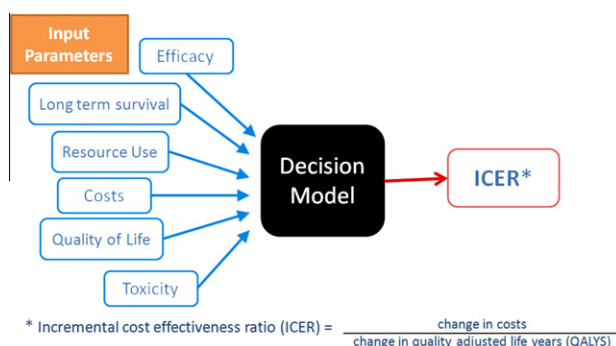 Input
Parameters
Efficacy
Long term survival
Resource Use
Costs
Quality of Life
Toxicity
Decision
Model
ICER*
* Incremental cost effectiveness ratio (ICER) =
change in costs
change in quality adjusted life years (QALYS)